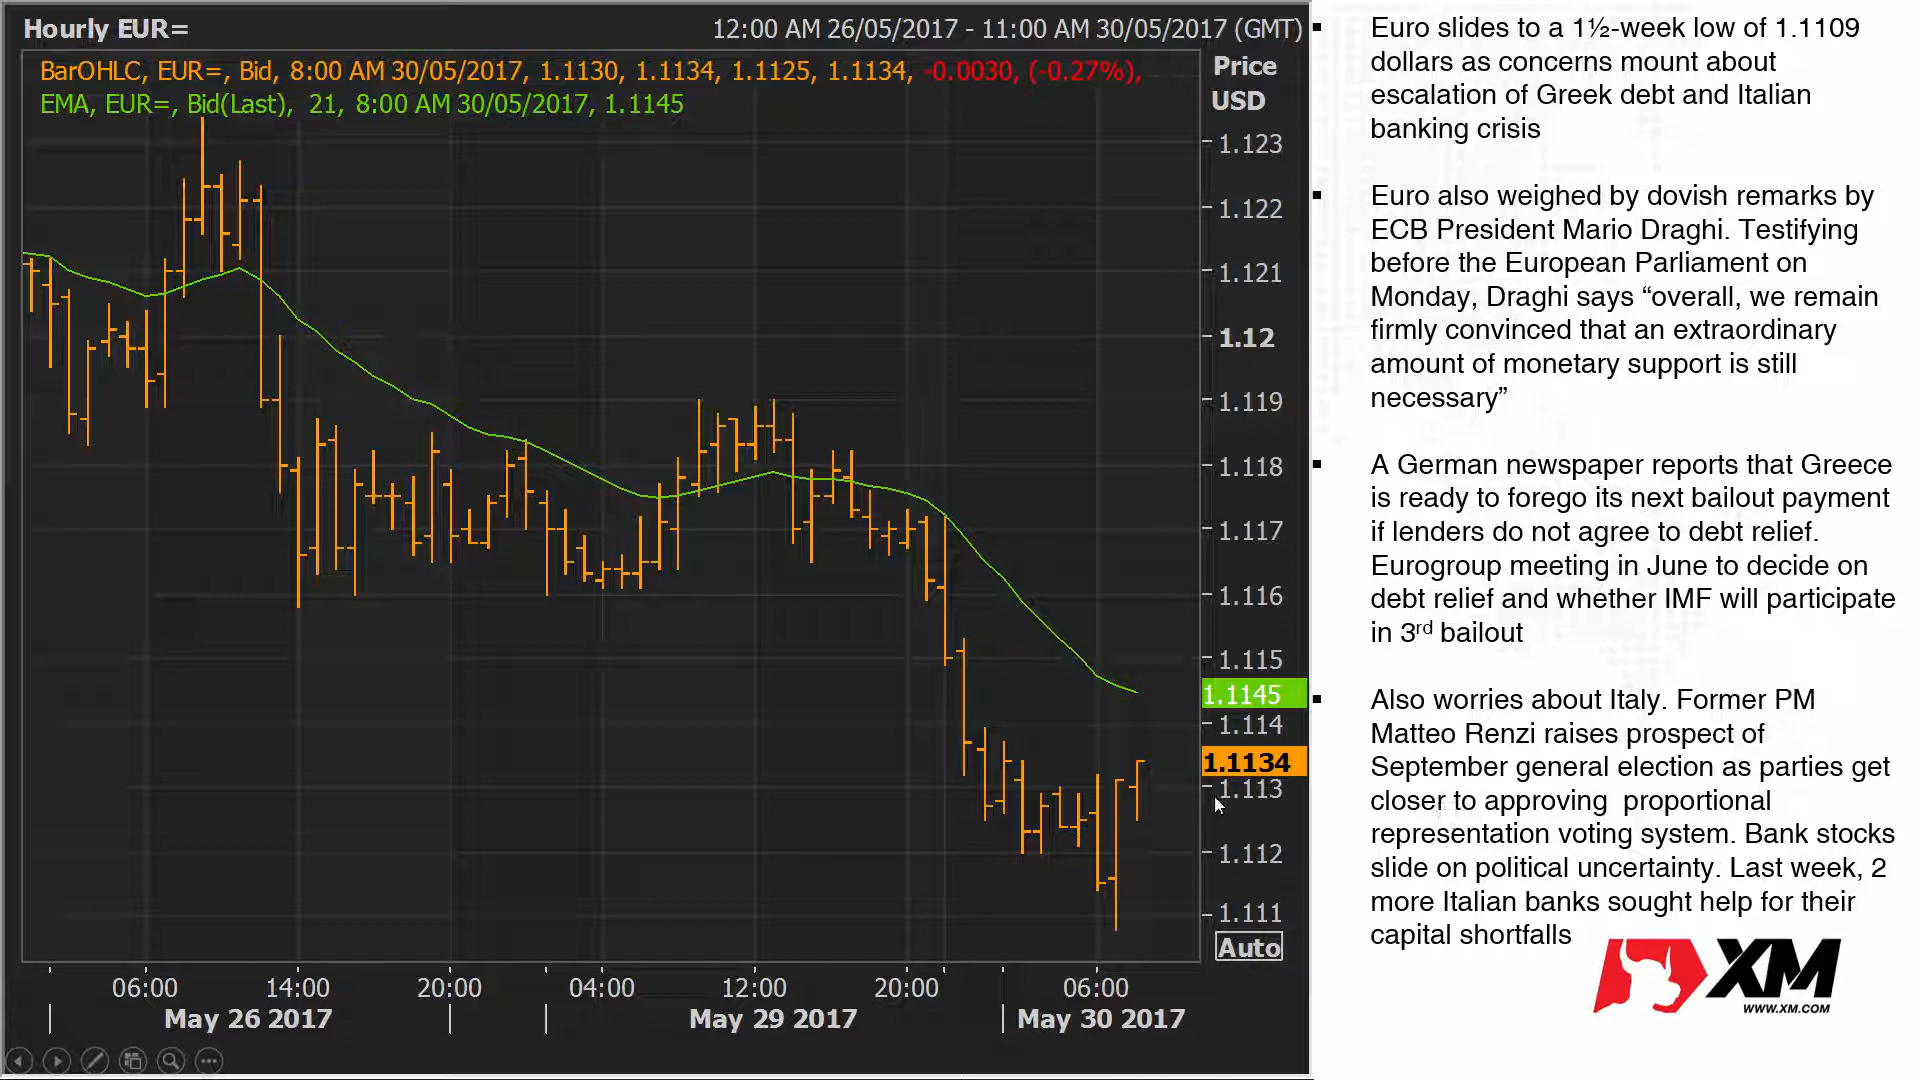 Hourly EUR=
12:00 AM 26/05/2017 - 11:00 AM 30/05/2017 (GMT)
BarOHLC, EUR=, Bid, 8:00 AM 30/05/2017, 1.1130, 1.1134, 1.1125, 1.1134, -0.0030, (-0.27%),
EMA, EUR=, Bid(Last), 21, 8:00 AM 30/05/2017, 1.1145
Price
USD
1.123
1.122
1.121
1.12
1.119
1.118
1.117
1.116
1.115
1.1145
1.114
1.1134
1.113
1.112
1.111
Auto
06:00 14:00 20:00 04:00 12:00 20:00 06:00
May 26 2017 May 29 2017 May 30 2017
▪ Euro slides to a 1½-week low of 1.1109
dollars as concerns mount about
escalation of Greek debt and Italian
banking crisis
▪ Euro also weighed by dovish remarks by
ECB President Mario Draghi. Testifying
before the European Parliament on
Monday, Draghi says “overall, we remain
firmly convinced that an extraordinary
amount of monetary support is still
necessary”
▪ A German newspaper reports that Greece
is ready to forego its next bailout payment
if lenders do not agree to debt relief.
Eurogroup meeting in June to decide on
debt relief and whether IMF will participate
in 3rd bailout
▪ Also worries about Italy. Former PM
Matteo Renzi raises prospect of
September general election as parties get
closer to approving proportional
representation voting system. Bank stocks
slide on political uncertainty. Last week, 2
more Italian banks sought help for their
capital shortfalls
XM
WWW.XM.COM